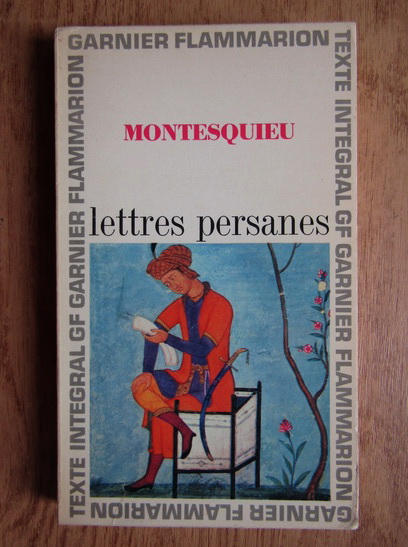 GARNIER FLAMMARION
TEXTE INTEGRAL GF GARNIER FLAMMARION
GARNIER FLAMMARION
TEXTE INTEGRAL GF GARNIER FLAMMARION
MONTESQUIEU
lettres persanes